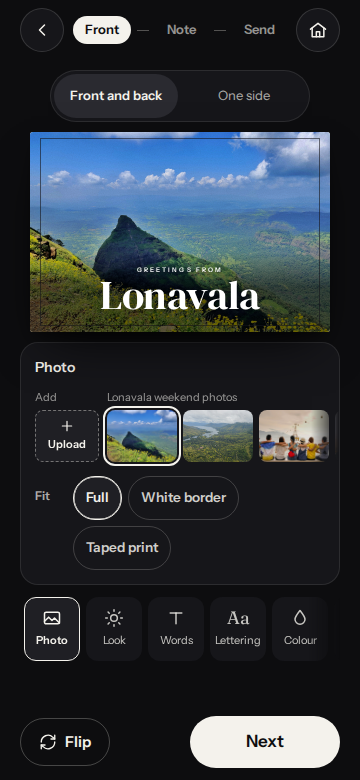 Front — Note — Send
Front and back One side
GREETINGS FROM
Lonavala
Photo
Add Lonavala weekend photos
Upload
Fit Full White border
Taped print
Photo Look Words Lettering Colour
Aa
Flip Next